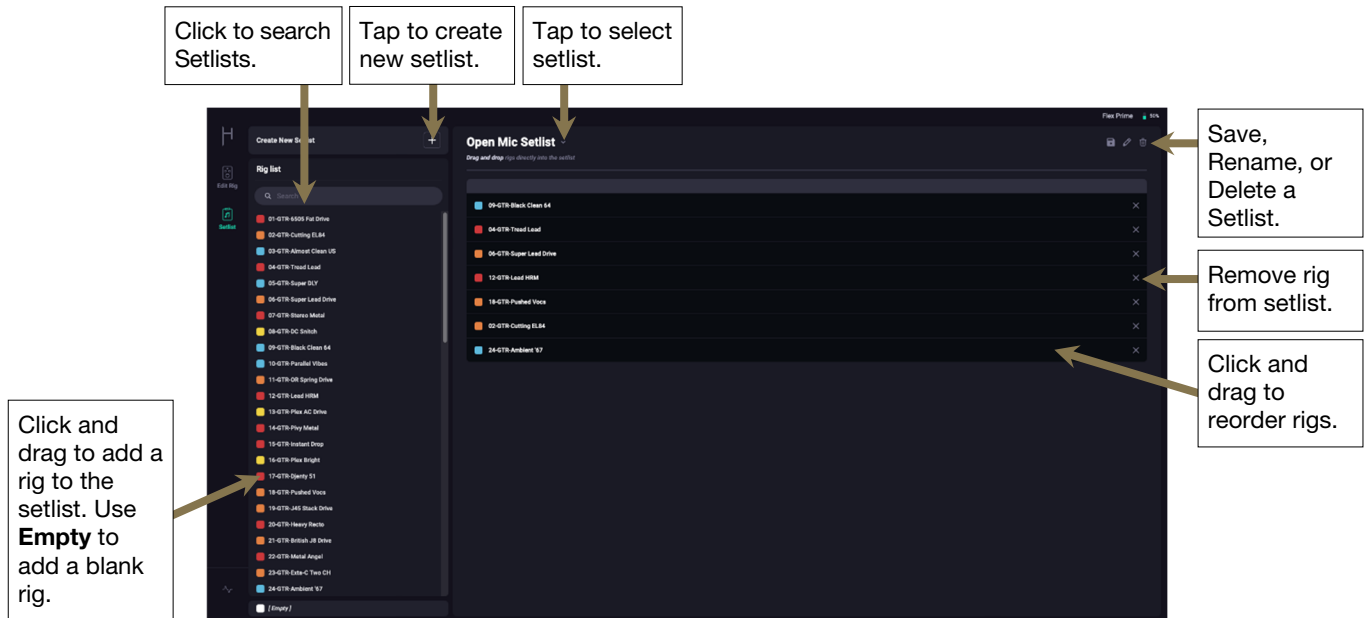 Click to search
Setlists.
Tap to create
new setlist.
Tap to select
setlist.
Flex Prime
50%
Create New Setlist
+
Open Mic Setlist
Drag and drop rigs directly into the setlist
Save,
Rename, or
Delete a
Setlist.
Edit Rig
Setlist
Rig list
Search
01-GTR-6505 Fat Drive
02-GTR-Cutting EL84
03-GTR-Almost Clean US
04-GTR-Tread Lead
05-GTR-Super DLY
06-GTR-Super Lead Drive
07-GTR-Stereo Metal
08-GTR-DC Snitch
09-GTR-Black Clean 64
10-GTR-Parallel Vibes
11-GTR-OR Spring Drive
12-GTR-Lead HRM
13-GTR-Plex AC Drive
14-GTR-Pivy Metal
15-GTR-Instant Drop
16-GTR-Plex Bright
17-GTR-Djenty 51
18-GTR-Pushed Vocs
19-GTR-J45 Stack Drive
20-GTR-Heavy Recto
21-GTR-British J8 Drive
22-GTR-Metal Angel
23-GTR-Exte-C Two CH
24-GTR-Ambient '67
[ Empty ]
09-GTR-Black Clean 64
04-GTR-Tread Lead
06-GTR-Super Lead Drive
12-GTR-Lead HRM
18-GTR-Pushed Vocs
02-GTR-Cutting EL84
24-GTR-Ambient '67
Remove rig
from setlist.
Click and
drag to
reorder rigs.
Click and
drag to add a
rig to the
setlist. Use
Empty to
add a blank
rig.